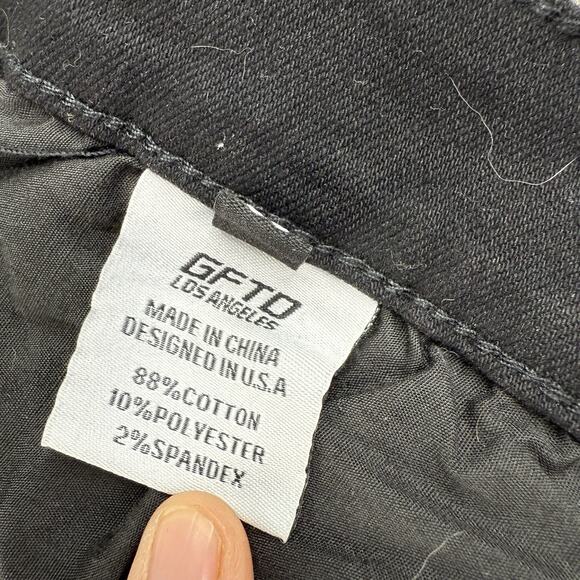 GFTD
LOS ANGELES
MADE IN CHINA
DESIGNED IN U.S.A
88%COTTON
10%POLYESTER
2%SPANDEX